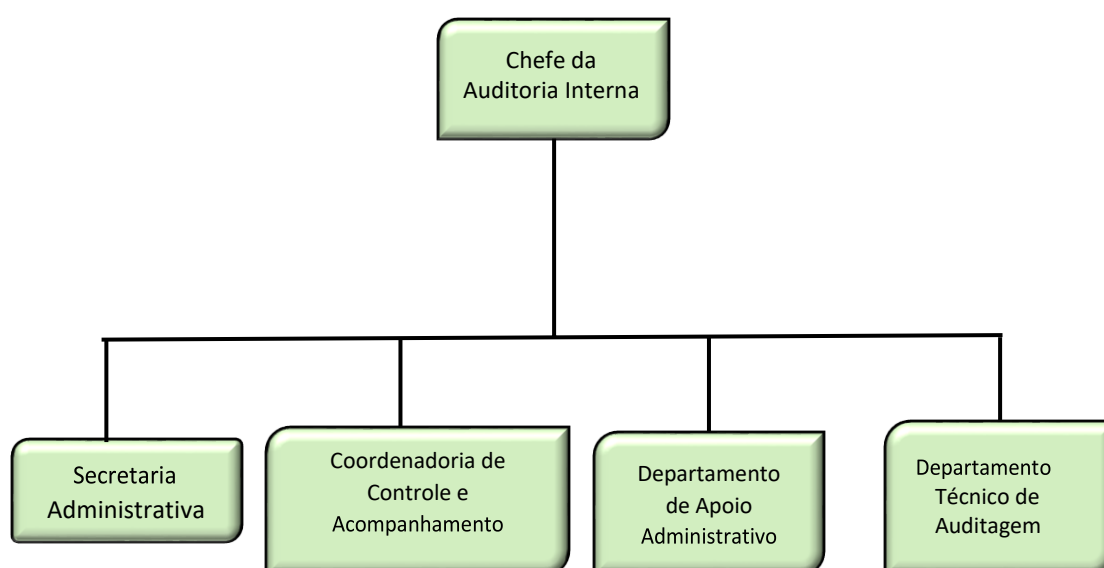 Chefe da
Auditoria Interna
Secretaria
Administrativa
Coordenadoria de
Controle e
Acompanhamento
Departamento
de Apoio
Administrativo
Departamento
Técnico de
Auditagem